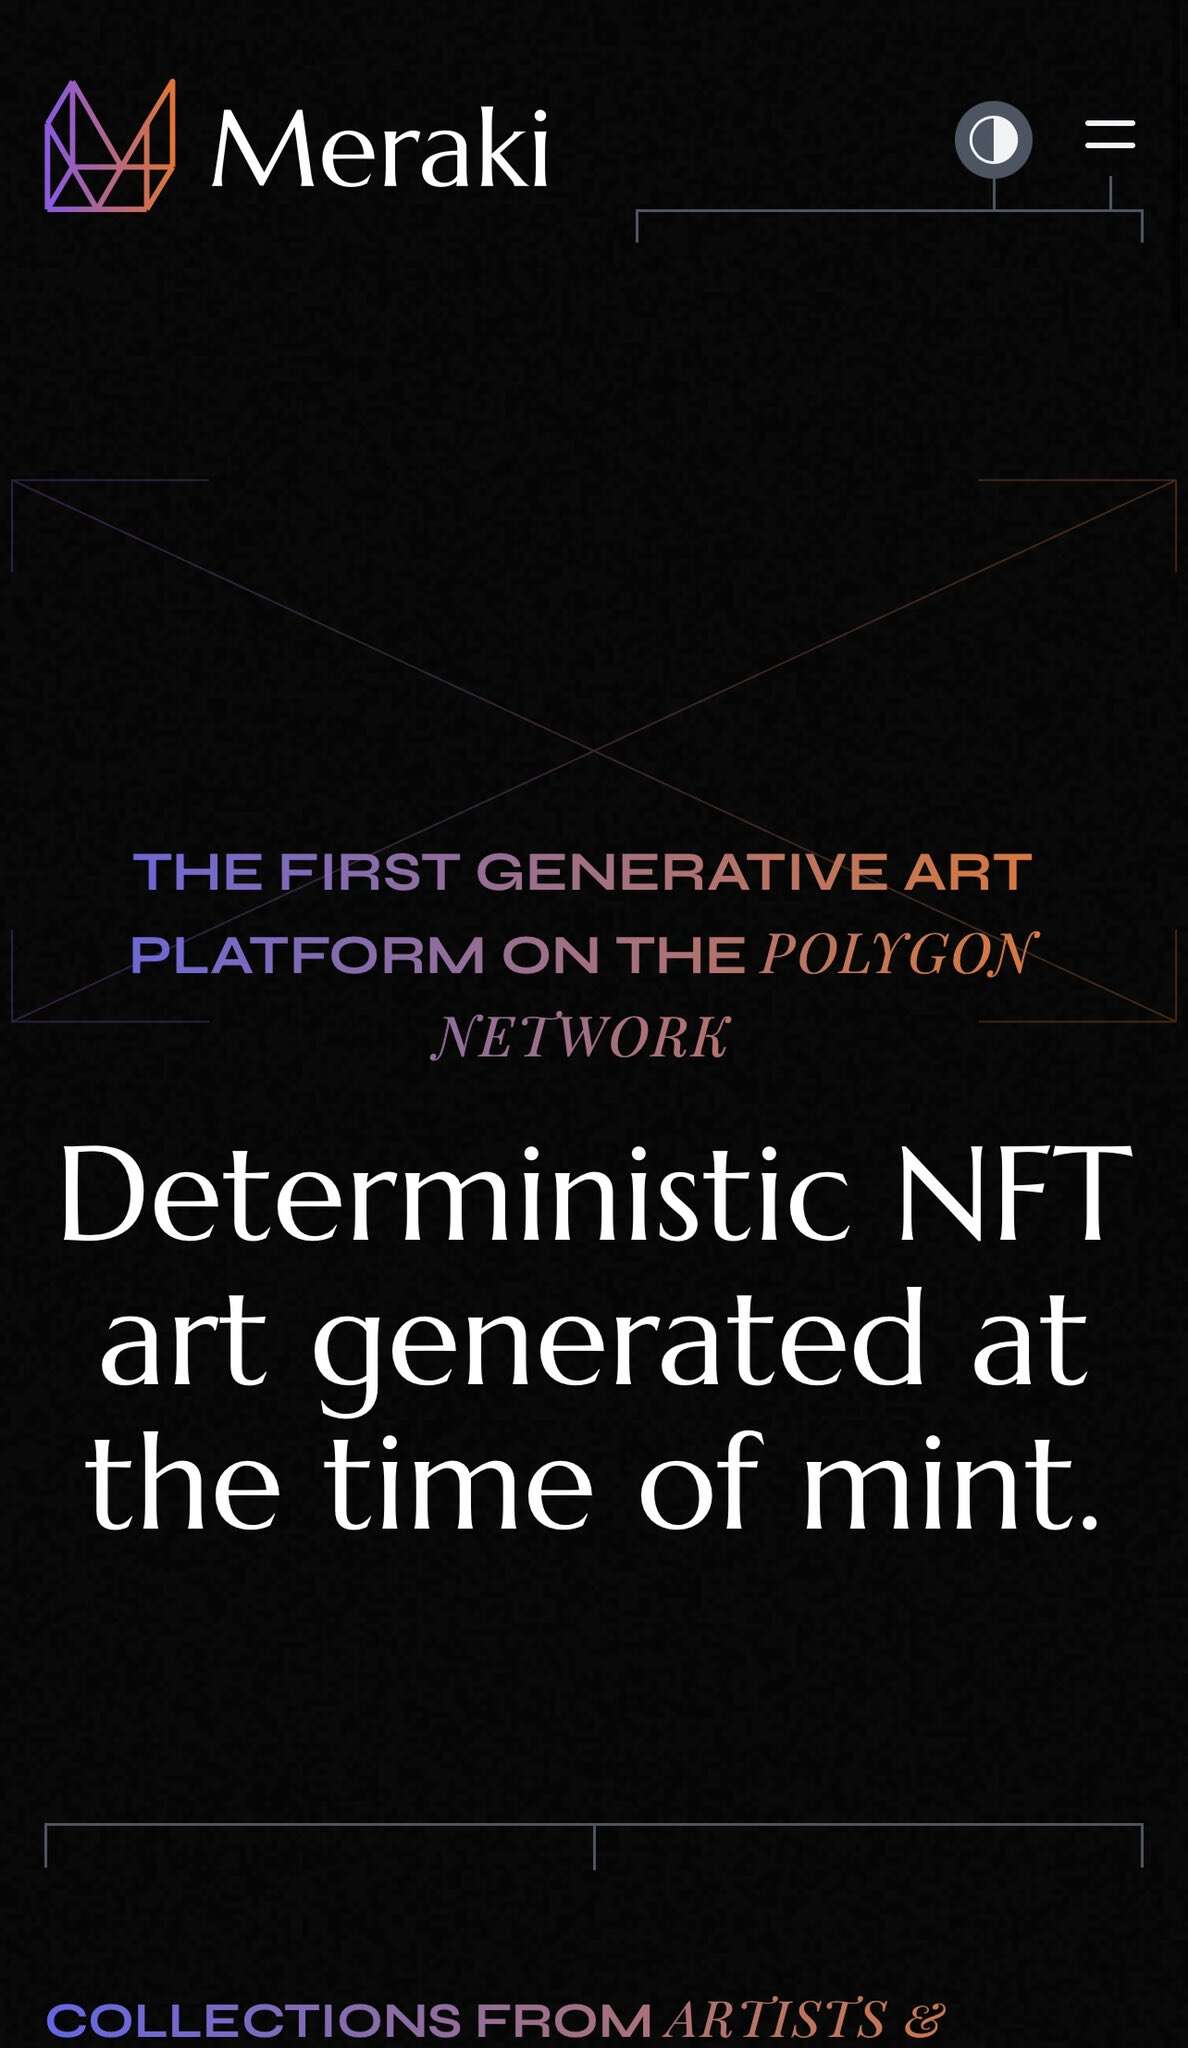 Meraki
THE FIRST GENERATIVE ART
PLATFORM ON THE POLYGON
NETWORK
Deterministic NFT
art generated at
the time of mint.
COLLECTIONS FROM ARTISTS &